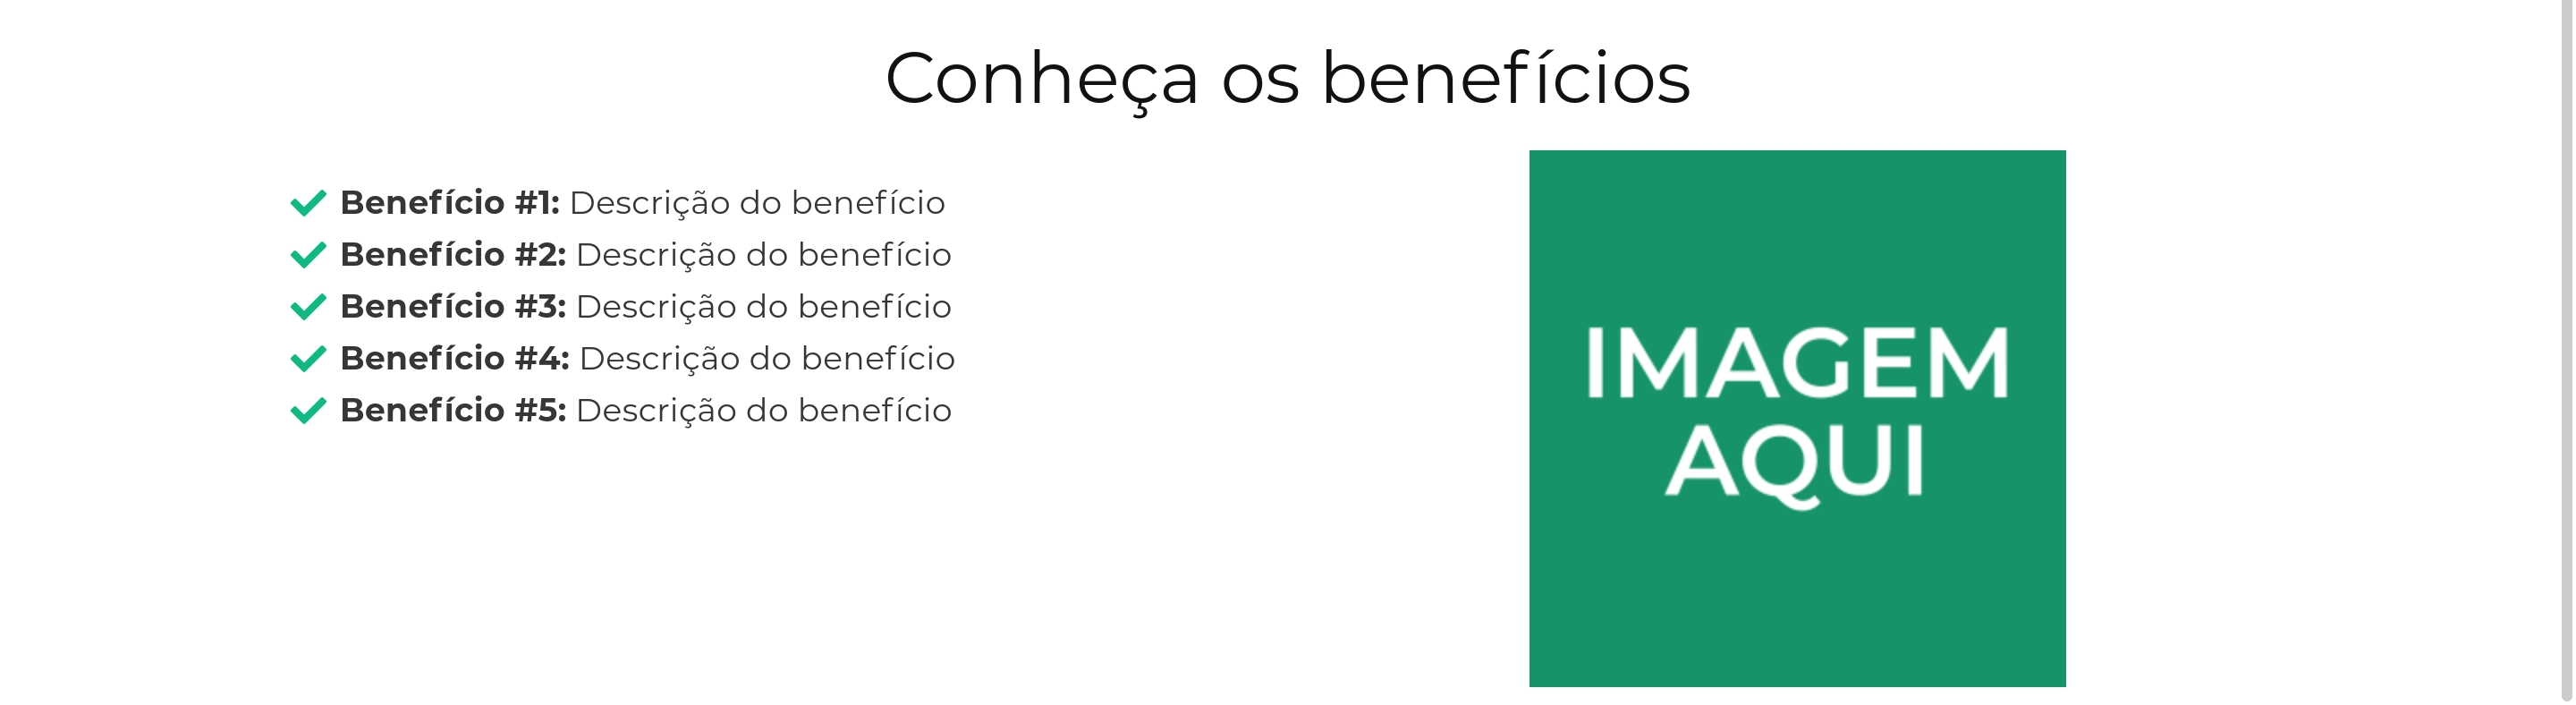 Conheça os benefícios
Benefício #1: Descrição do benefício
Benefício #2: Descrição do benefício
Benefício #3: Descrição do benefício
Benefício #4: Descrição do benefício
Benefício #5: Descrição do benefício
IMAGEM
AQUI